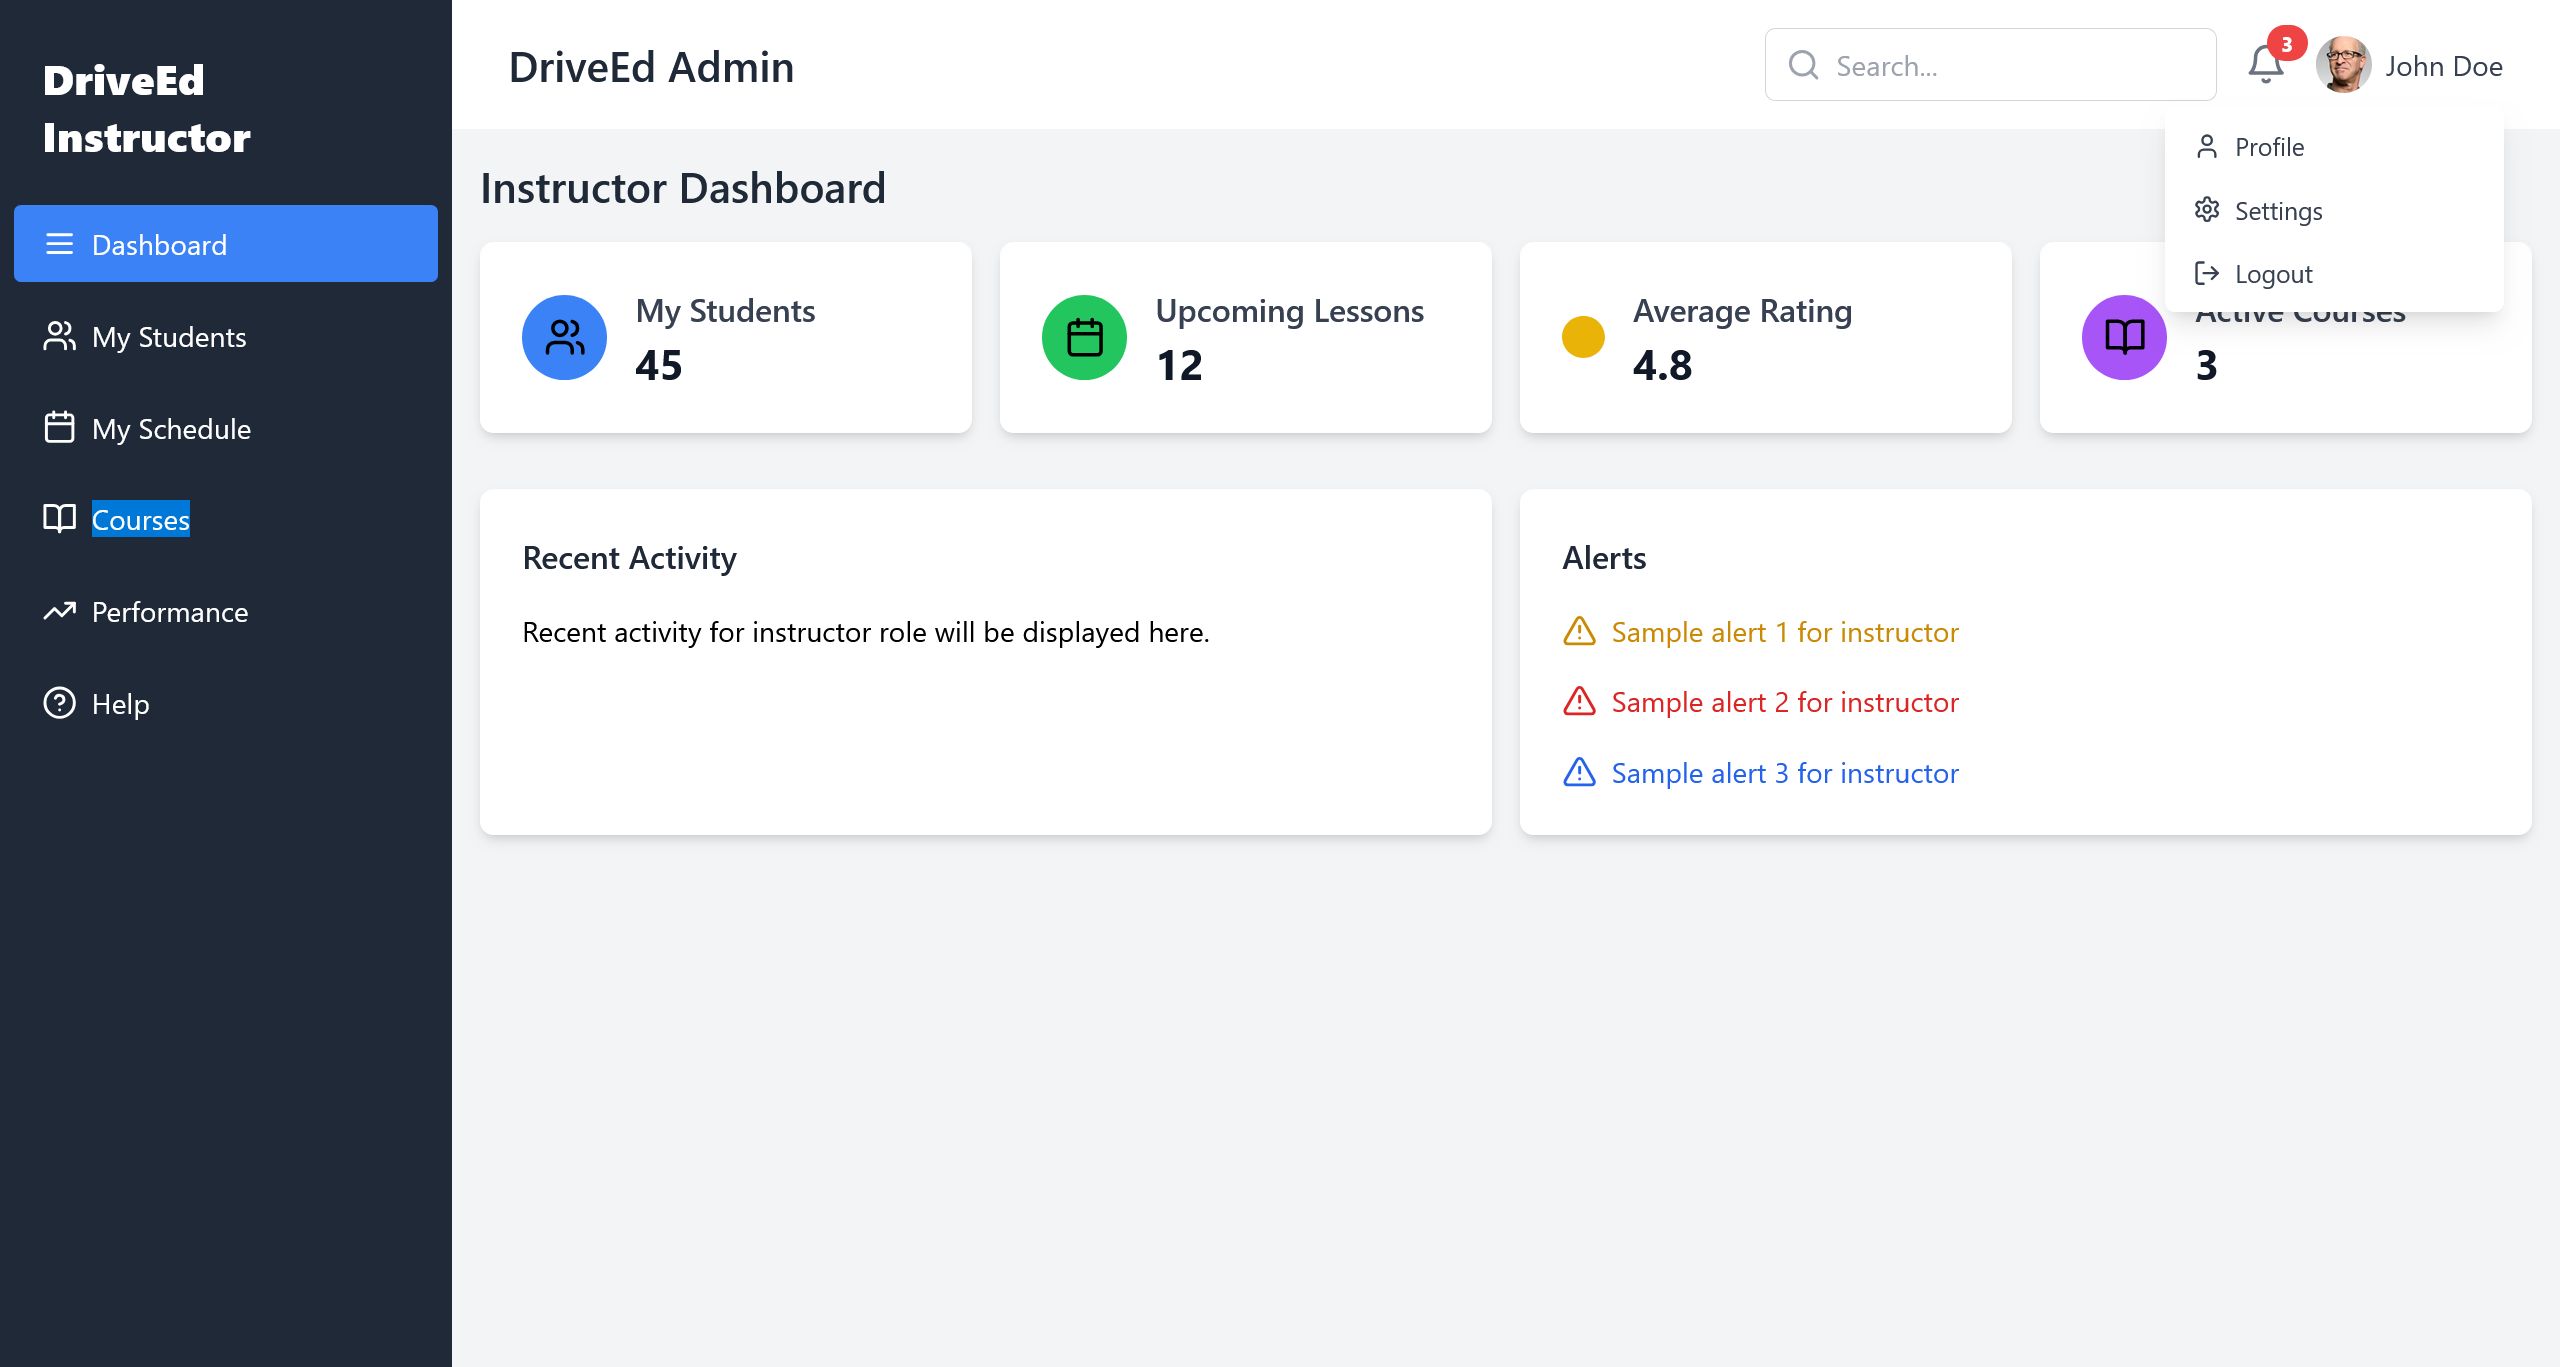 DriveEd
Instructor
Dashboard
My Students
My Schedule
Courses
Performance
Help
DriveEd Admin
Search...
3
John Doe
Profile
Settings
Logout
Instructor Dashboard
My Students
45
Upcoming Lessons
12
Average Rating
4.8
Active Courses
3
Recent Activity
Recent activity for instructor role will be displayed here.
Alerts
Sample alert 1 for instructor
Sample alert 2 for instructor
Sample alert 3 for instructor